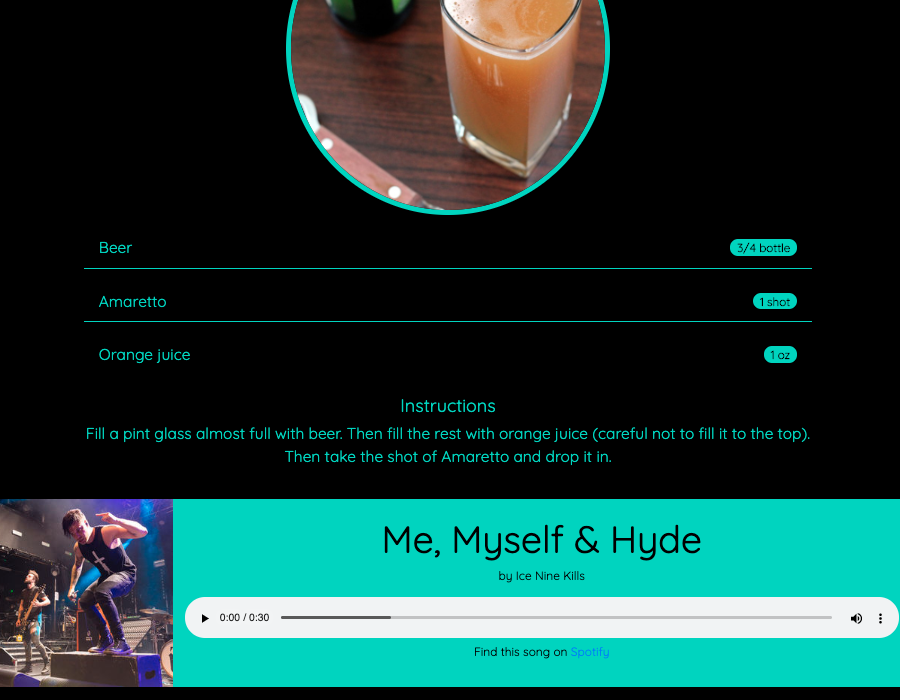 Beer 3/4 bottle
Amaretto 1 shot
Orange juice 1 oz
Instructions
Fill a pint glass almost full with beer. Then fill the rest with orange juice (careful not to fill it to the top).
Then take the shot of Amaretto and drop it in.
Me, Myself & Hyde
by Ice Nine Kills
0:00 / 0:30
Find this song on Spotify